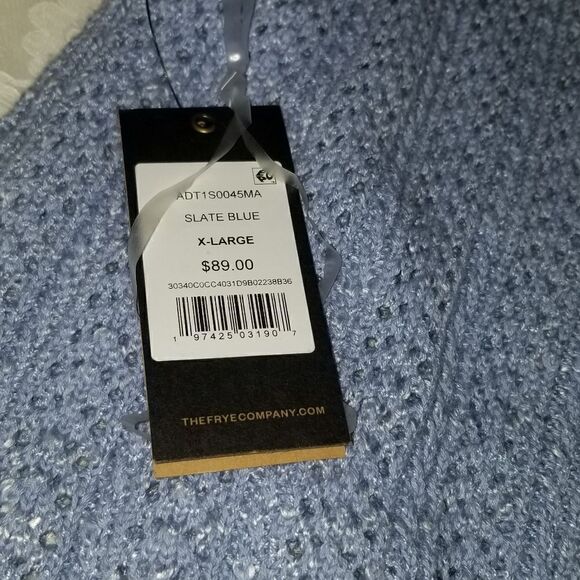 ADT1S0045MA
SLATE BLUE
X-LARGE
$89.00
30340C0CC4031D9B02238B36
1 97425 03190 7
THEFRYECOMPANY.COM